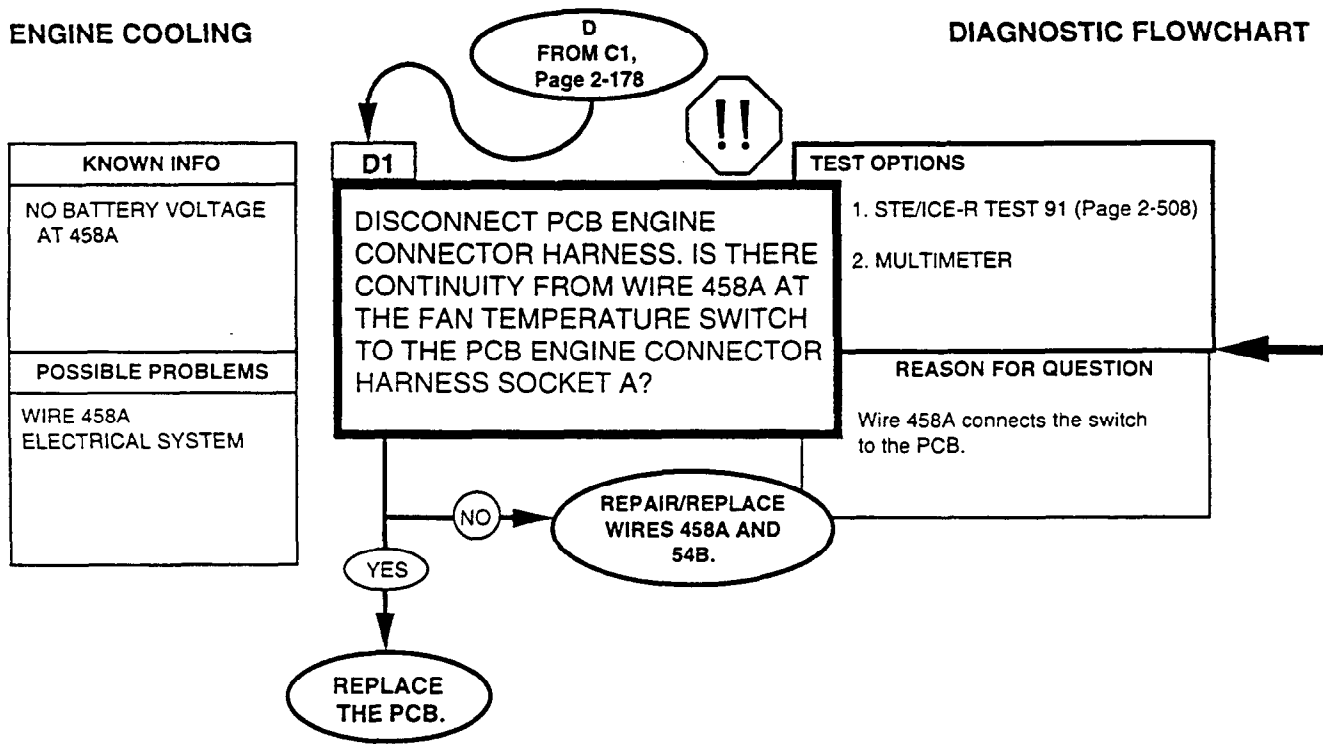 ENGINE COOLING
DIAGNOSTIC FLOWCHART
D
FROM C1,
Page 2-178
!!
KNOWN INFO
NO BATTERY VOLTAGE
AT 458A
POSSIBLE PROBLEMS
WIRE 458A
ELECTRICAL SYSTEM
D1
DISCONNECT PCB ENGINE
CONNECTOR HARNESS. IS THERE
CONTINUITY FROM WIRE 458A AT
THE FAN TEMPERATURE SWITCH
TO THE PCB ENGINE CONNECTOR
HARNESS SOCKET A?
TEST OPTIONS
1. STE/ICE-R TEST 91 (Page 2-508)
2. MULTIMETER
REASON FOR QUESTION
Wire 458A connects the switch
to the PCB.
NO
REPAIR/REPLACE
WIRES 458A AND
54B.
YES
REPLACE
THE PCB.